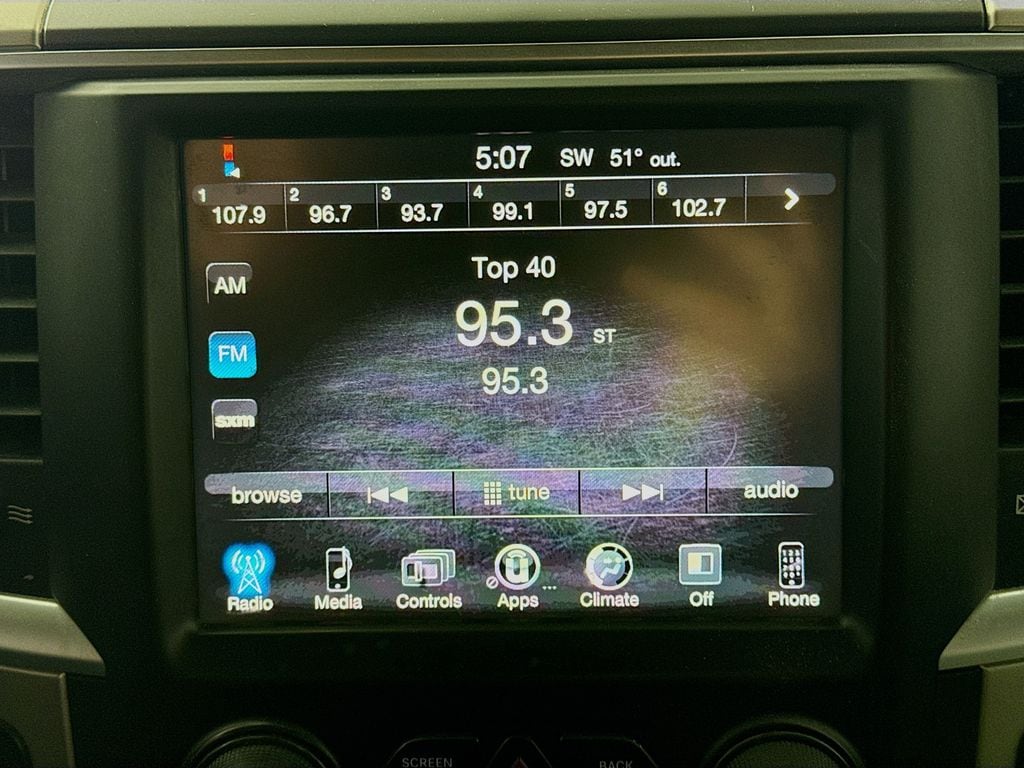 5:07 SW 51° out.
1 2 3 4 5 6
107.9 96.7 93.7 99.1 97.5 102.7
Top 40
AM
95.3 ST
FM
95.3
sxm
browse tune audio
Radio Media Controls Apps ... Climate Off Phone
SCREEN BACK